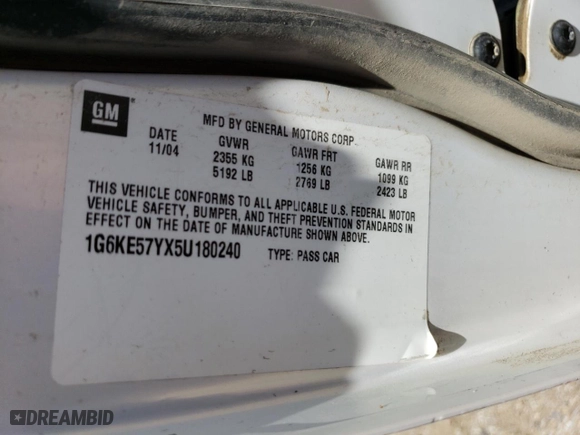 GM
MFD BY GENERAL MOTORS CORP.
DATE GVWR GAWR FRT GAWR RR
11/04 2355 KG 1256 KG 1099 KG
5192 LB 2769 LB 2423 LB
THIS VEHICLE CONFORMS TO ALL APPLICABLE U.S. FEDERAL MOTOR
VEHICLE SAFETY, BUMPER, AND THEFT PREVENTION STANDARDS IN
EFFECT ON THE DATE OF MANUFACTURE SHOWN ABOVE.
1G6KE57YX5U180240 TYPE: PASS CAR
DREAMBID